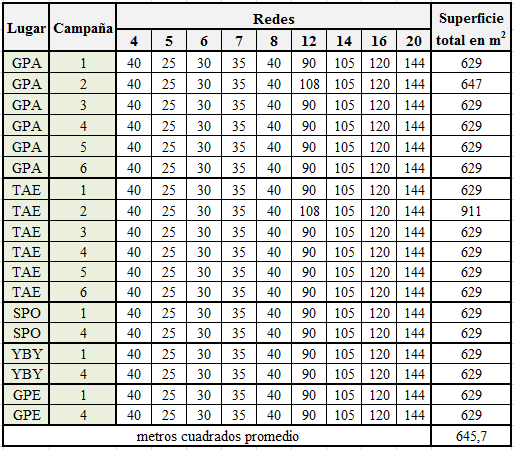 Lugar Campaña Redes Superficie total en m²
4 5 6 7 8 12 14 16 20
GPA 1 40 25 30 35 40 90 105 120 144 629
GPA 2 40 25 30 35 40 108 105 120 144 647
GPA 3 40 25 30 35 40 90 105 120 144 629
GPA 4 40 25 30 35 40 90 105 120 144 629
GPA 5 40 25 30 35 40 90 105 120 144 629
GPA 6 40 25 30 35 40 90 105 120 144 629
TAE 1 40 25 30 35 40 90 105 120 144 629
TAE 2 40 25 30 35 40 108 105 120 144 911
TAE 3 40 25 30 35 40 90 105 120 144 629
TAE 4 40 25 30 35 40 90 105 120 144 629
TAE 5 40 25 30 35 40 90 105 120 144 629
TAE 6 40 25 30 35 40 90 105 120 144 629
SPO 1 40 25 30 35 40 90 105 120 144 629
SPO 4 40 25 30 35 40 90 105 120 144 629
YBY 1 40 25 30 35 40 90 105 120 144 629
YBY 4 40 25 30 35 40 90 105 120 144 629
GPE 1 40 25 30 35 40 90 105 120 144 629
GPE 4 40 25 30 35 40 90 105 120 144 629
metros cuadrados promedio 645,7